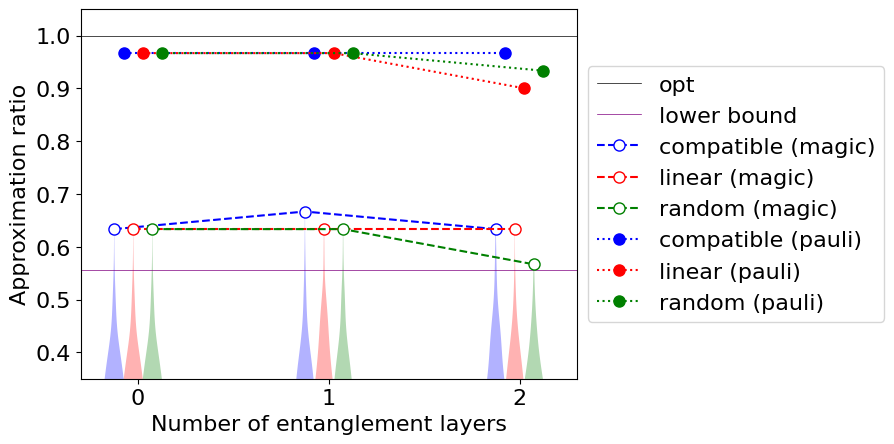 1.0
0.9
0.8
0.7
0.6
0.5
0.4
Approximation ratio
0
1
2
Number of entanglement layers
opt
lower bound
compatible (magic)
linear (magic)
random (magic)
compatible (pauli)
linear (pauli)
random (pauli)